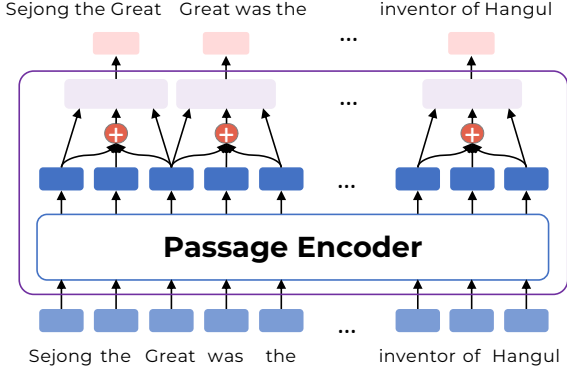 Sejong the Great Great was the ... inventor of Hangul
...
+ + +
...
Passage Encoder
...
Sejong the Great was the inventor of Hangul